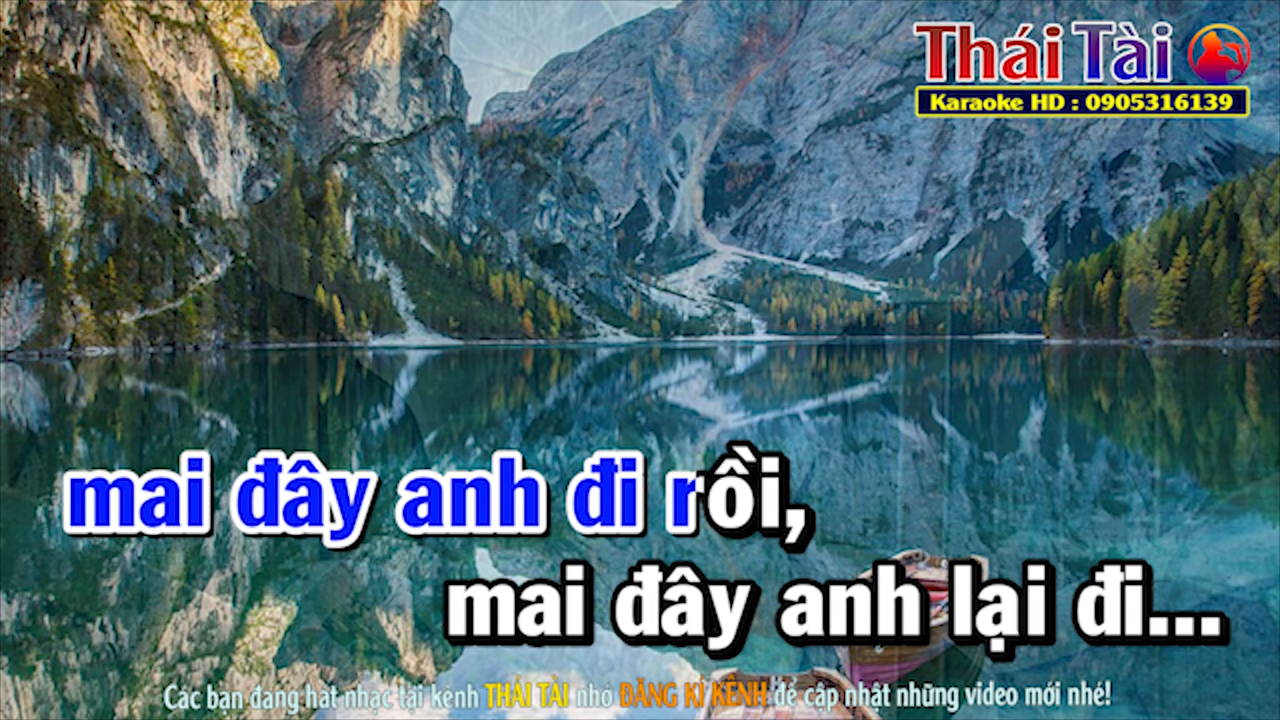 Thái Tài
Karaoke HD : 0905316139
mai đây anh đi rồi,
mai đây anh lại đi...
Các bạn đang hát nhạc tại kênh THÁI TÀI nhớ ĐĂNG KÍ KÊNH để cập nhật những video mới nhé!